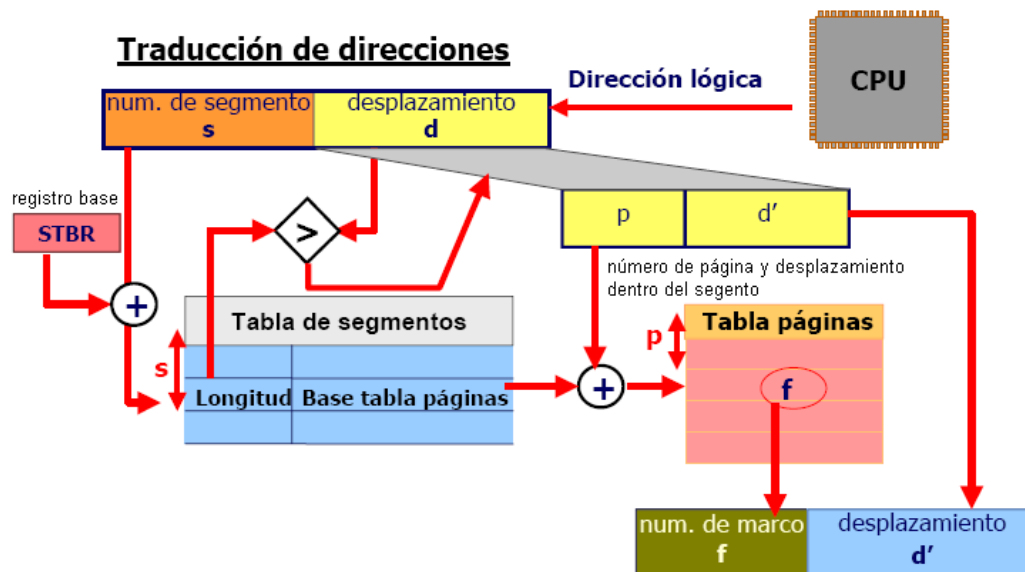 Traducción de direcciones
CPU
Dirección lógica
num. de segmento
s
desplazamiento
d
registro base
STBR
>
p
d’
número de página y desplazamiento
dentro del segento
+
Tabla de segmentos
s
Longitud
Base tabla páginas
+
Tabla páginas
p
f
num. de marco
f
desplazamiento
d’